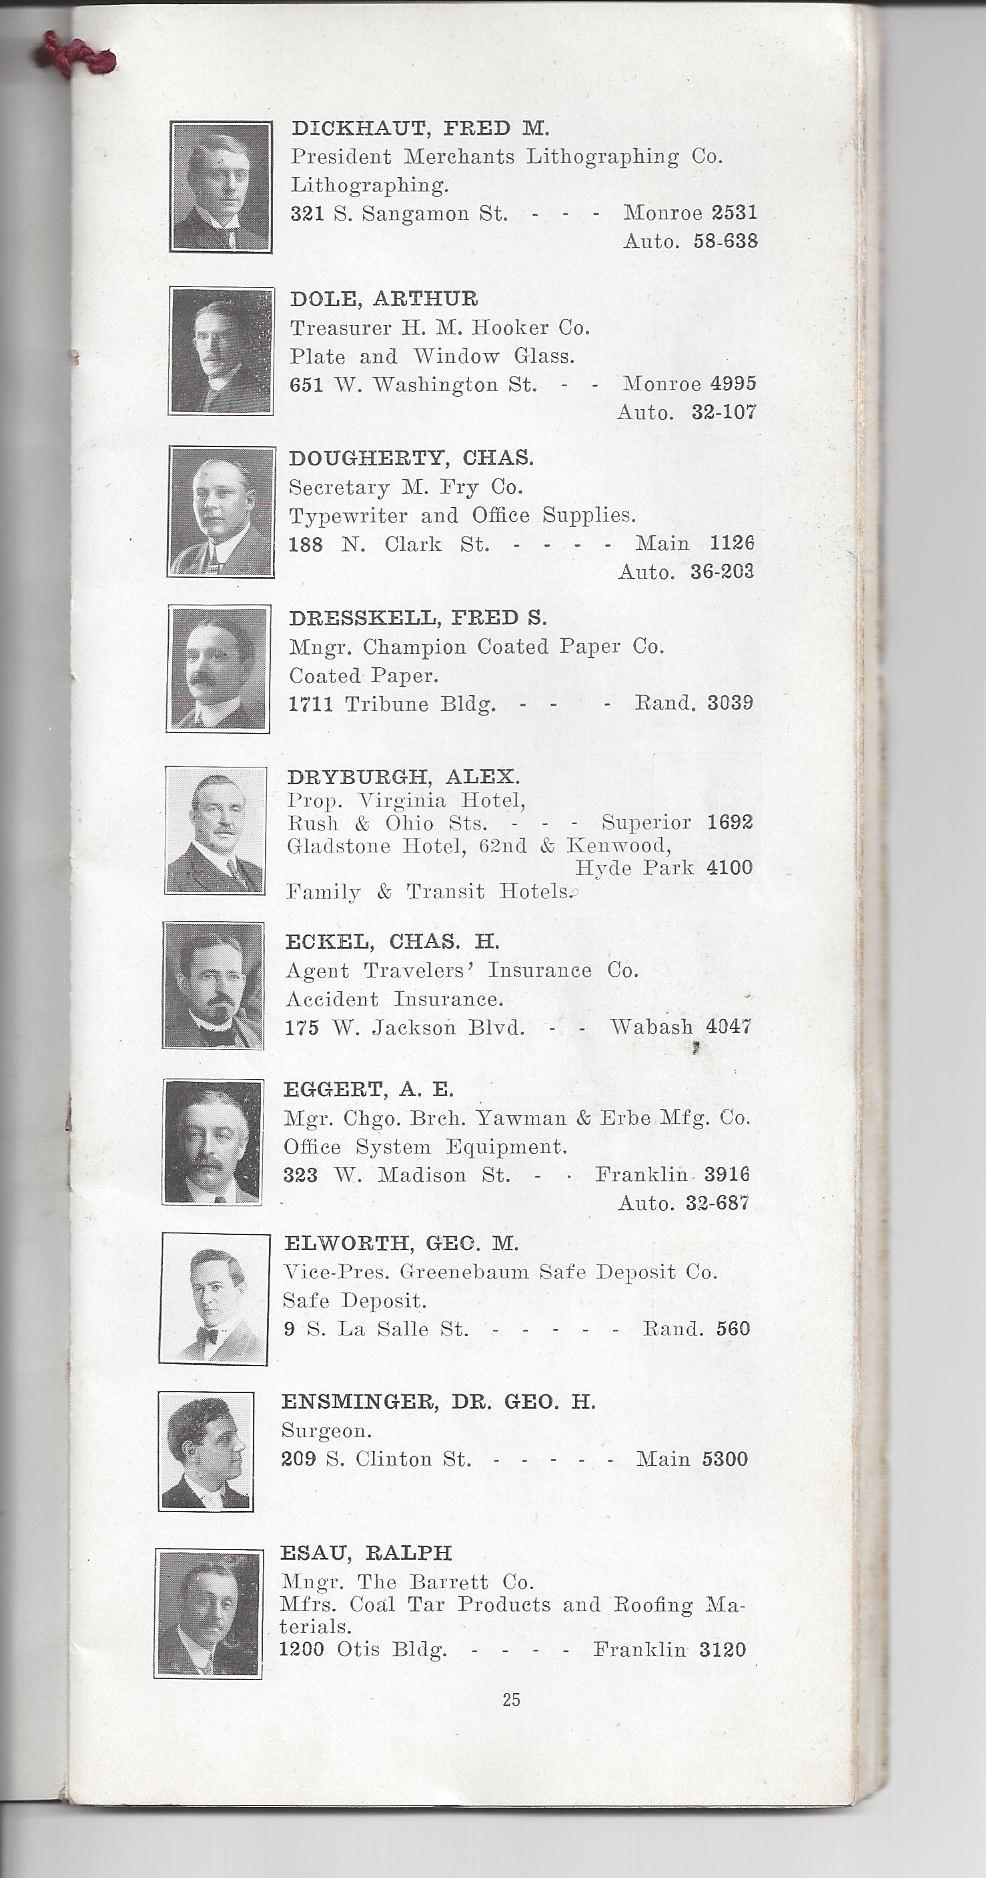 DICKHAUT, FRED M.
President Merchants Lithographing Co.
Lithographing.
321 S. Sangamon St. - - - Monroe 2531
Auto. 58-638
DOLE, ARTHUR
Treasurer H. M. Hooker Co.
Plate and Window Glass.
651 W. Washington St. - - Monroe 4995
Auto. 32-107
DOUGHERTY, CHAS.
Secretary M. Fry Co.
Typewriter and Office Supplies.
188 N. Clark St. - - - - Main 1126
Auto. 36-203
DRESSKELL, FRED S.
Mngr. Champion Coated Paper Co.
Coated Paper.
1711 Tribune Bldg. - - - Rand. 3039
DRYBURGH, ALEX.
Prop. Virginia Hotel,
Rush & Ohio Sts. - - - Superior 1692
Gladstone Hotel, 62nd & Kenwood,
Hyde Park 4100
Family & Transit Hotels.
ECKEL, CHAS. H.
Agent Travelers' Insurance Co.
Accident Insurance.
175 W. Jackson Blvd. - - Wabash 4047
EGGERT, A. E.
Mgr. Chgo. Brch. Yawman & Erbe Mfg. Co.
Office System Equipment.
323 W. Madison St. - - Franklin 3916
Auto. 32-687
ELWORTH, GEO. M.
Vice-Pres. Greenebaum Safe Deposit Co.
Safe Deposit.
9 S. La Salle St. - - - - - Rand. 560
ENSMINGER, DR. GEO. H.
Surgeon.
209 S. Clinton St. - - - - - Main 5300
ESAU, RALPH
Mngr. The Barrett Co.
Mfrs. Coal Tar Products and Roofing Ma-
terials.
1200 Otis Bldg. - - - - Franklin 3120
25